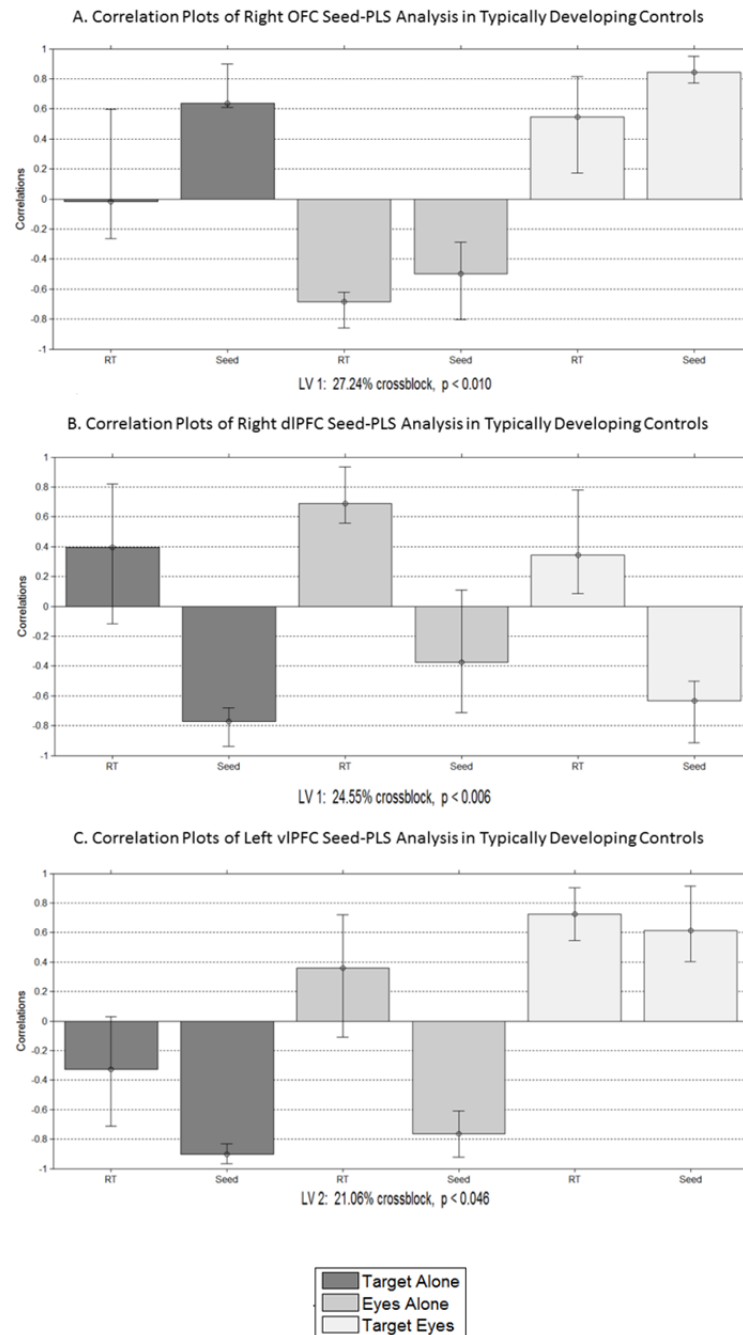 A. Correlation Plots of Right OFC Seed-PLS Analysis in Typically Developing Controls
1
0.8
0.6
0.4
0.2
0
-0.2
-0.4
-0.6
-0.8
-1
Correlations
RT Seed RT Seed RT Seed
LV 1: 27.24% crossblock, p < 0.010
B. Correlation Plots of Right dlPFC Seed-PLS Analysis in Typically Developing Controls
1
0.8
0.6
0.4
0.2
0
-0.2
-0.4
-0.6
-0.8
-1
Correlations
RT Seed RT Seed RT Seed
LV 1: 24.55% crossblock, p < 0.006
C. Correlation Plots of Left vlPFC Seed-PLS Analysis in Typically Developing Controls
1
0.8
0.6
0.4
0.2
0
-0.2
-0.4
-0.6
-0.8
-1
Correlations
RT Seed RT Seed RT Seed
LV 2: 21.06% crossblock, p < 0.046
Target Alone
Eyes Alone
Target Eyes